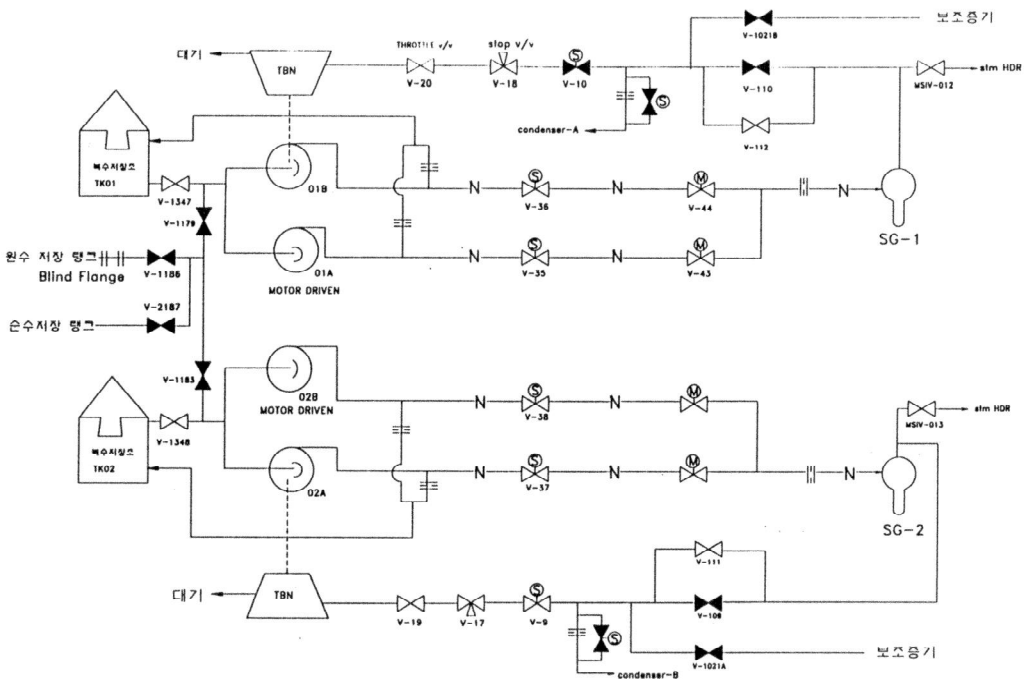 보조증기
대기
THROTTLE v/v
stop v/v
S
V-1021B
TBN
V-20
V-18
V-10
V-110
MSIV-012
stm HDR
S
condenser-A
V-112
복수저장조
TK01
V-1347
01B
N
S
V-36
N
M
V-44
N
SG-1
V-1179
원수 저장 탱크
Blind Flange
V-1186
01A
MOTOR DRIVEN
N
S
V-35
N
M
V-43
V-2187
순수저장 탱크
V-1183
02B
MOTOR DRIVEN
N
S
V-38
N
M
MSIV-013
stm HDR
복수저장조
TK02
V-1348
02A
N
S
V-37
N
M
N
SG-2
V-111
대기
TBN
V-19
V-17
S
V-9
S
V-109
condenser-B
V-1021A
보조증기